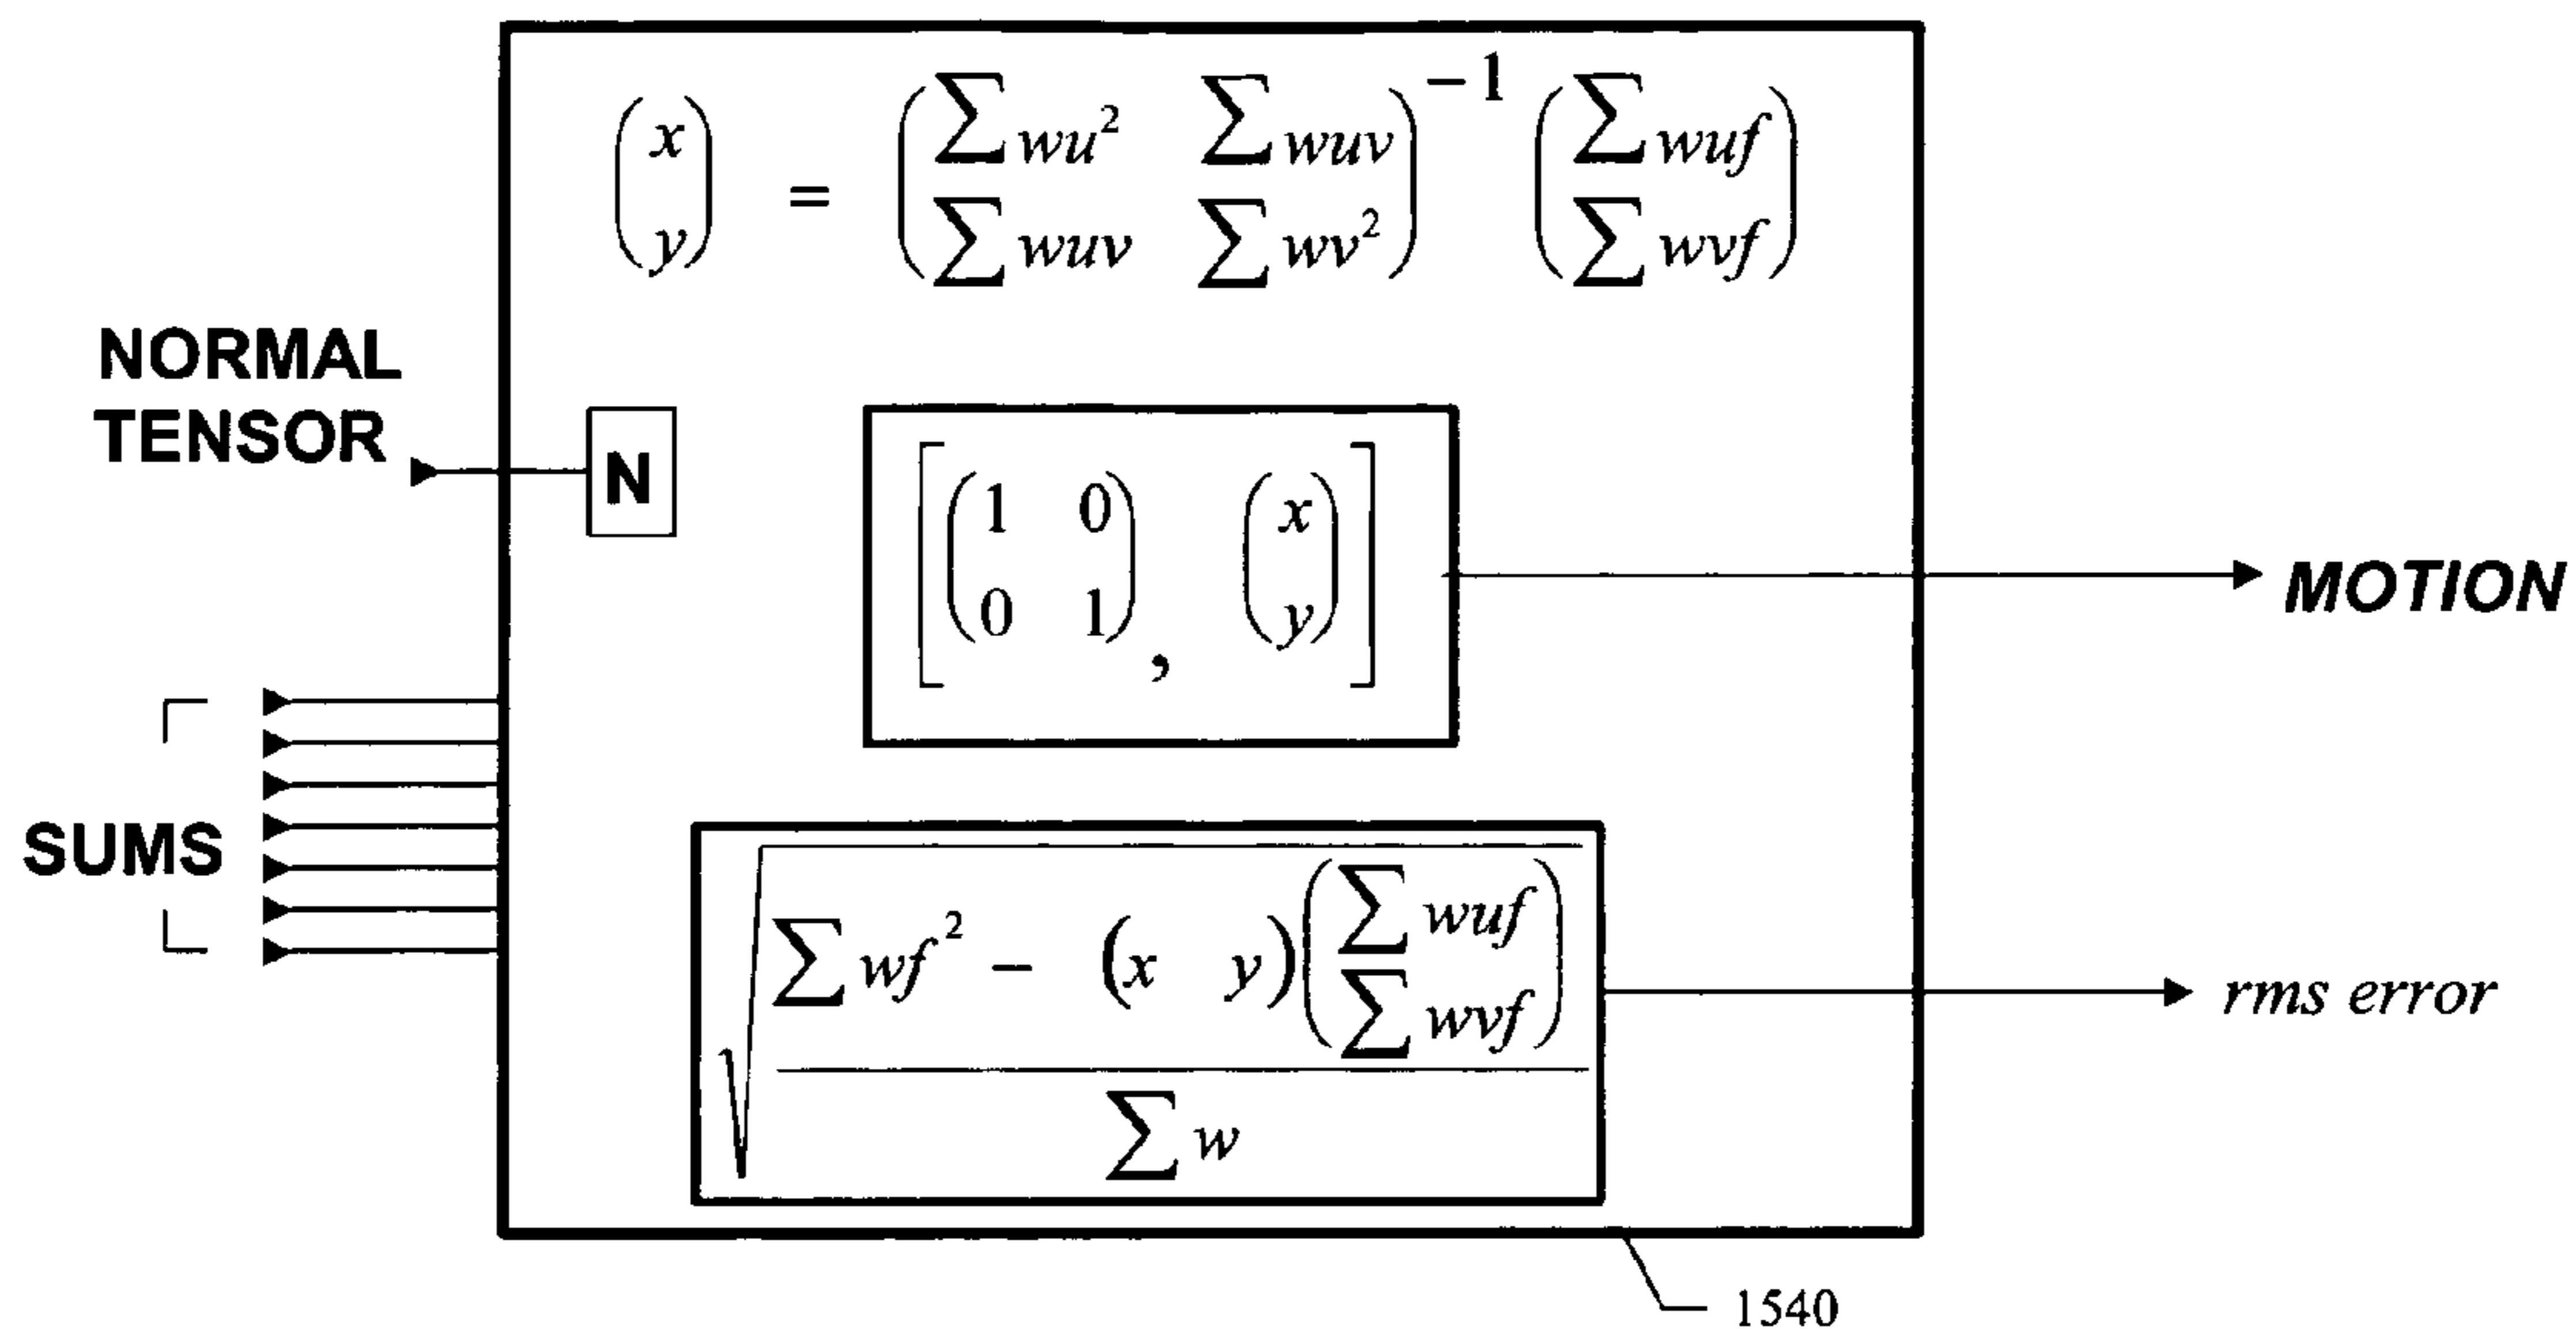 (x y) = (∑wu² ∑wuv ∑wuv ∑wv²)⁻¹ (∑wuf ∑wvf)
NORMAL
TENSOR
N
[(1 0 0 1), (x y)]
MOTION
SUMS
√((∑wf² − (x y)(∑wuf ∑wvf)) / ∑w)
rms error
1540